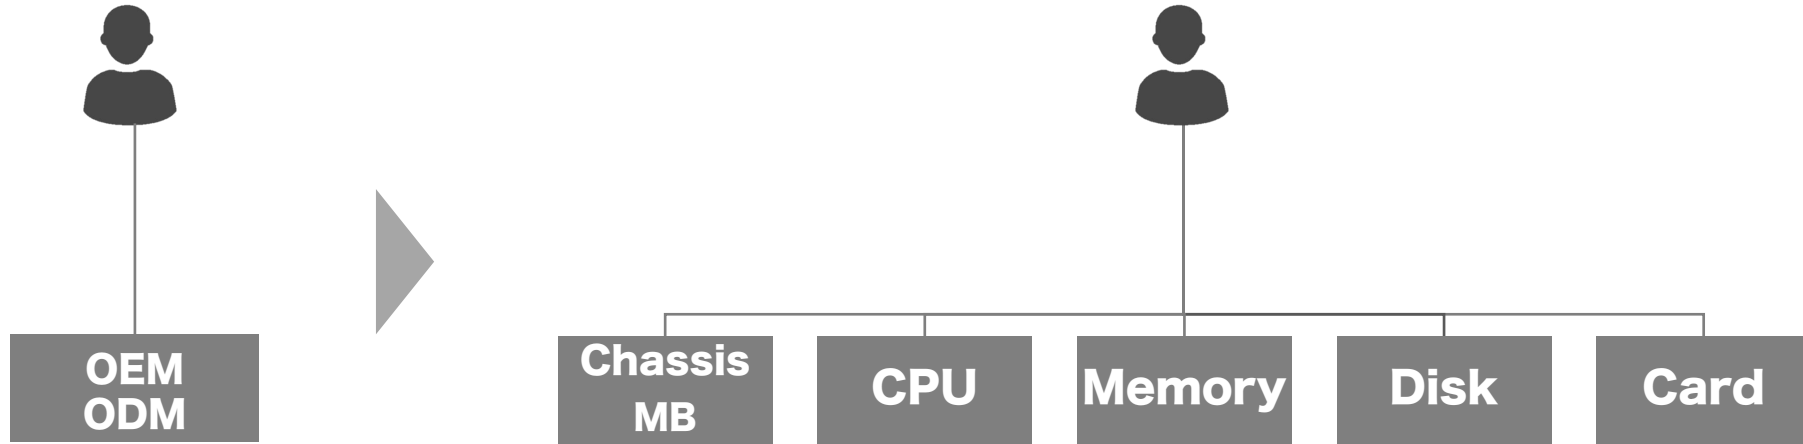 OEM
ODM
Chassis
MB
CPU
Memory
Disk
Card